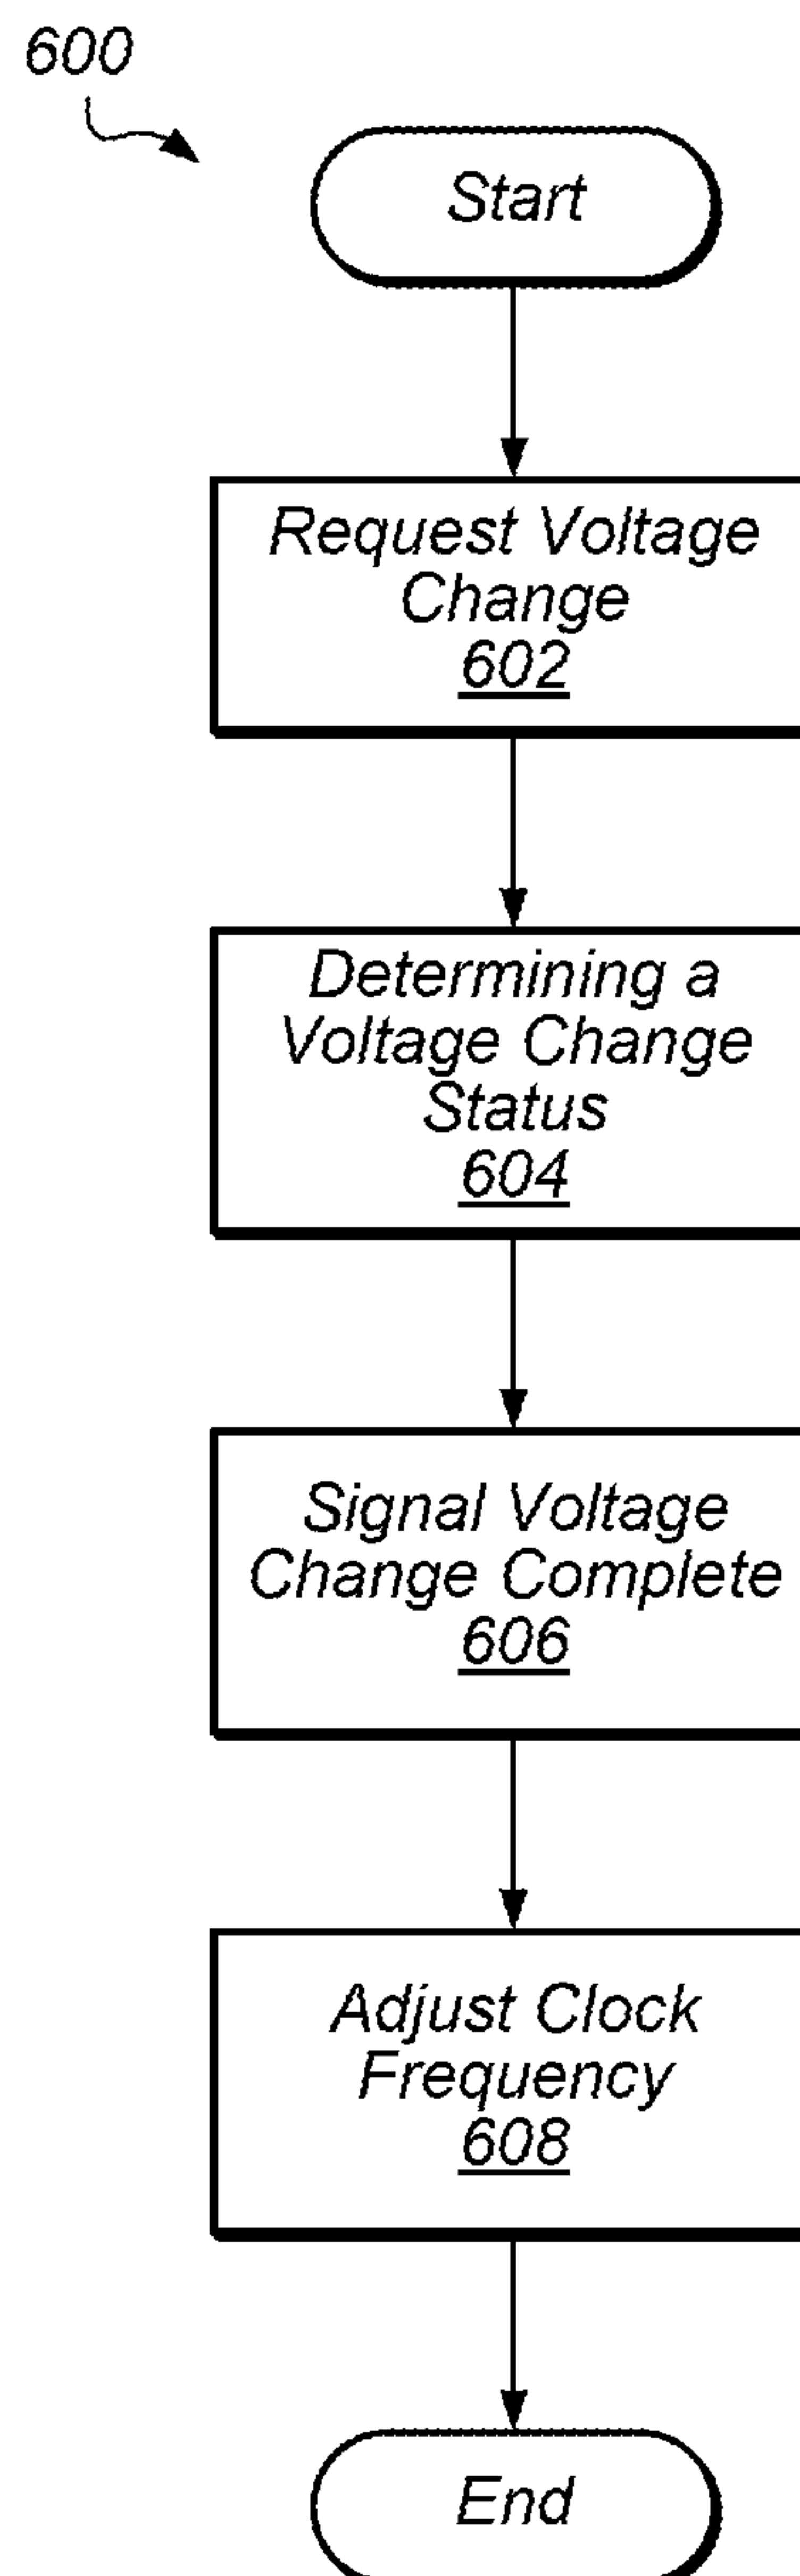 600
Start
Request Voltage
Change
602
Determining a
Voltage Change
Status
604
Signal Voltage
Change Complete
606
Adjust Clock
Frequency
608
End